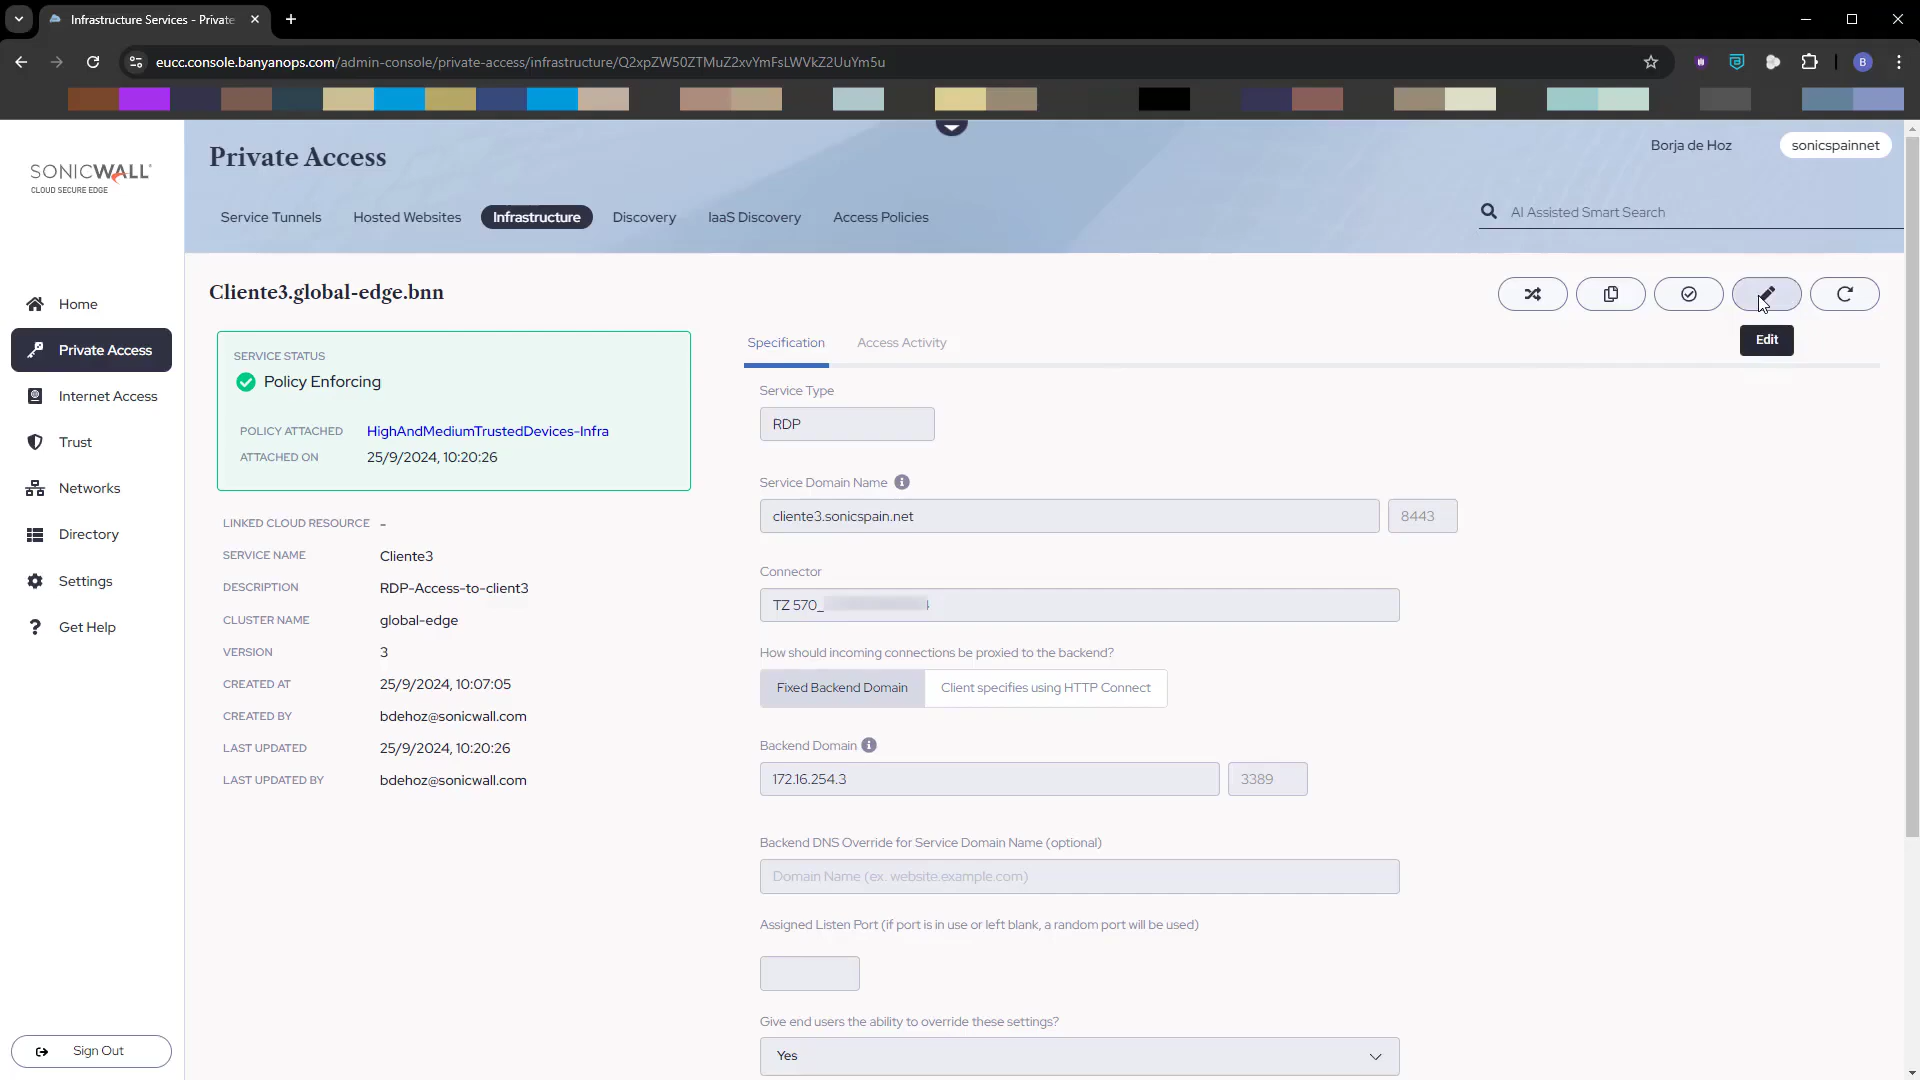 Infrastructure Services - Private
eucc.console.banyanops.com/admin-console/private-access/infrastructure/Q2xpZW50ZTMuZ2xvYmFsLWVkZ2UuYm5u
B
SONICWALL
CLOUD SECURE EDGE
Private Access
Borja de Hoz
sonicspainnet
Service Tunnels
Hosted Websites
Infrastructure
Discovery
IaaS Discovery
Access Policies
AI Assisted Smart Search
Home
Private Access
Internet Access
Trust
Networks
Directory
Settings
Get Help
Sign Out
Cliente3.global-edge.bnn
Edit
SERVICE STATUS
Policy Enforcing
POLICY ATTACHED HighAndMediumTrustedDevices-Infra
ATTACHED ON 25/9/2024, 10:20:26
LINKED CLOUD RESOURCE -
SERVICE NAME Cliente3
DESCRIPTION RDP-Access-to-client3
CLUSTER NAME global-edge
VERSION 3
CREATED AT 25/9/2024, 10:07:05
CREATED BY bdehoz@sonicwall.com
LAST UPDATED 25/9/2024, 10:20:26
LAST UPDATED BY bdehoz@sonicwall.com
Specification
Access Activity
Service Type
RDP
Service Domain Name
cliente3.sonicspain.net 8443
Connector
TZ 570_
How should incoming connections be proxied to the backend?
Fixed Backend Domain Client specifies using HTTP Connect
Backend Domain
172.16.254.3 3389
Backend DNS Override for Service Domain Name (optional)
Domain Name (ex. website.example.com)
Assigned Listen Port (if port is in use or left blank, a random port will be used)
Give end users the ability to override these settings?
Yes